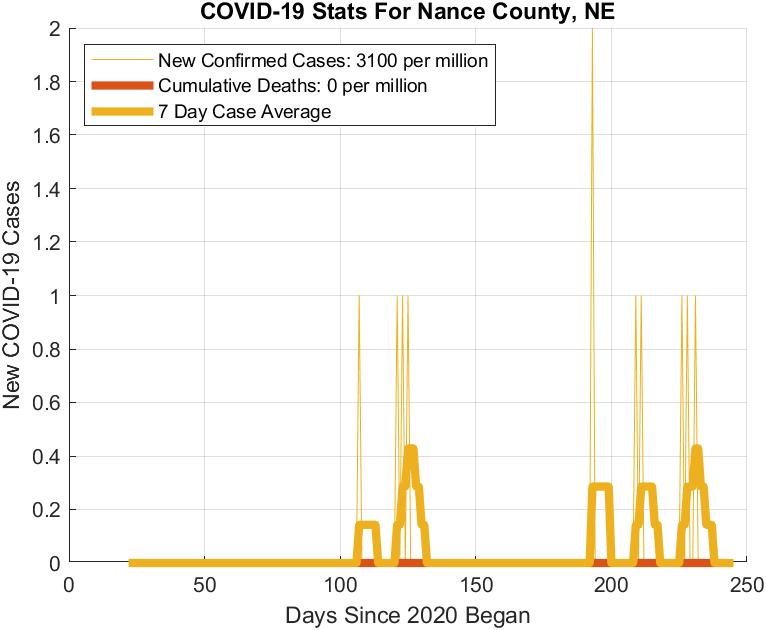 COVID-19 Stats For Nance County, NE
New Confirmed Cases: 3100 per million
Cumulative Deaths: 0 per million
7 Day Case Average
New COVID-19 Cases
2
1.8
1.6
1.4
1.2
1
0.8
0.6
0.4
0.2
0
0 50 100 150 200 250
Days Since 2020 Began